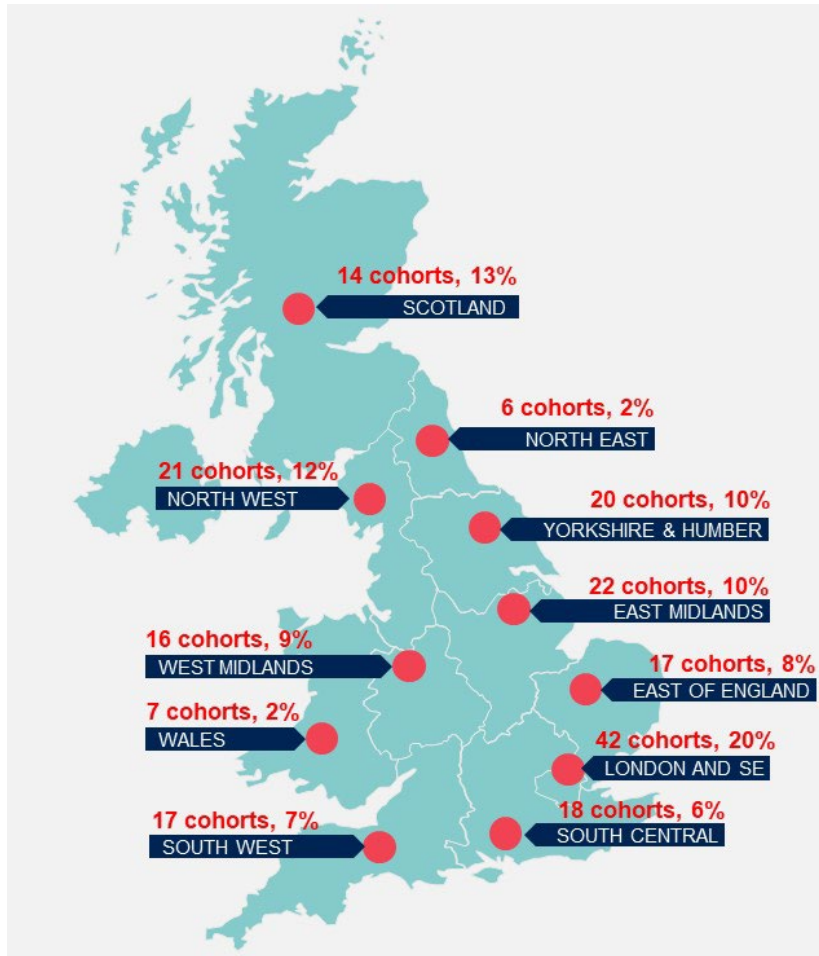 14 cohorts, 13%
SCOTLAND
6 cohorts, 2%
NORTH EAST
21 cohorts, 12%
NORTH WEST
20 cohorts, 10%
YORKSHIRE & HUMBER
22 cohorts, 10%
EAST MIDLANDS
16 cohorts, 9%
WEST MIDLANDS
17 cohorts, 8%
EAST OF ENGLAND
7 cohorts, 2%
WALES
42 cohorts, 20%
LONDON AND SE
17 cohorts, 7%
SOUTH WEST
18 cohorts, 6%
SOUTH CENTRAL